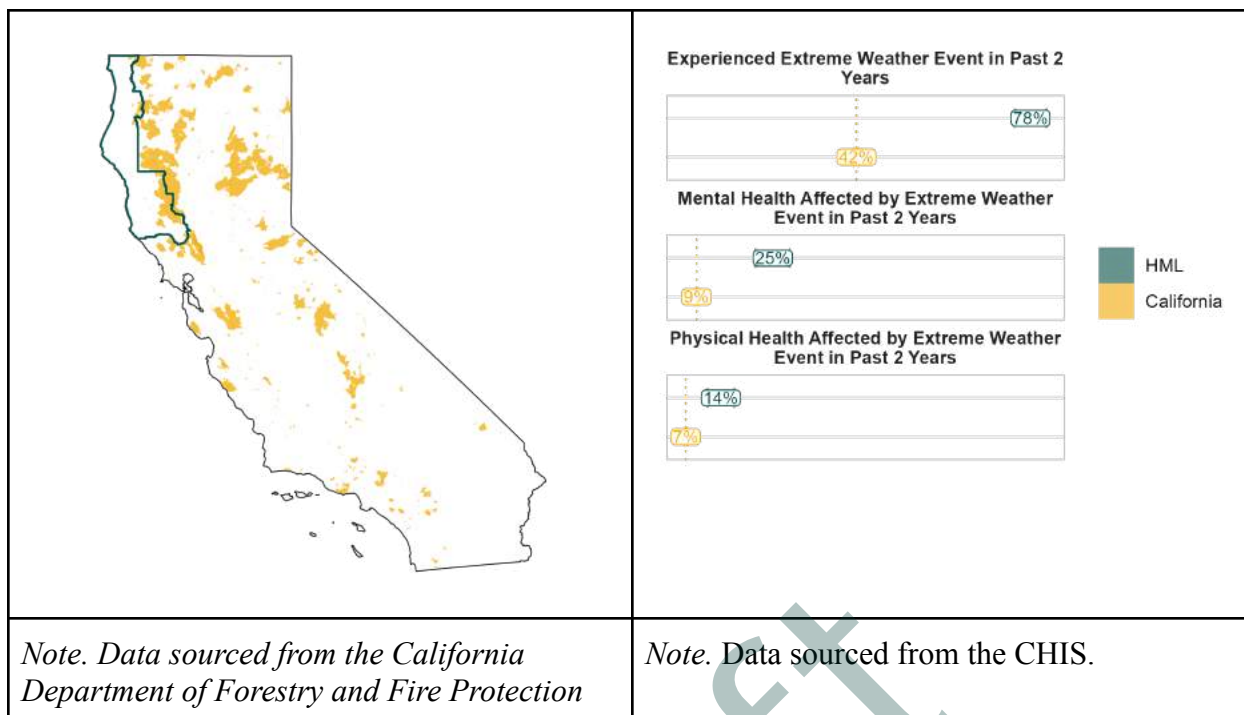 Experienced Extreme Weather Event in Past 2
Years
78%
42%
Mental Health Affected by Extreme Weather
Event in Past 2 Years
25%
9%
Physical Health Affected by Extreme Weather
Event in Past 2 Years
14%
7%
HML
California
Note. Data sourced from the California
Department of Forestry and Fire Protection
Note. Data sourced from the CHIS.